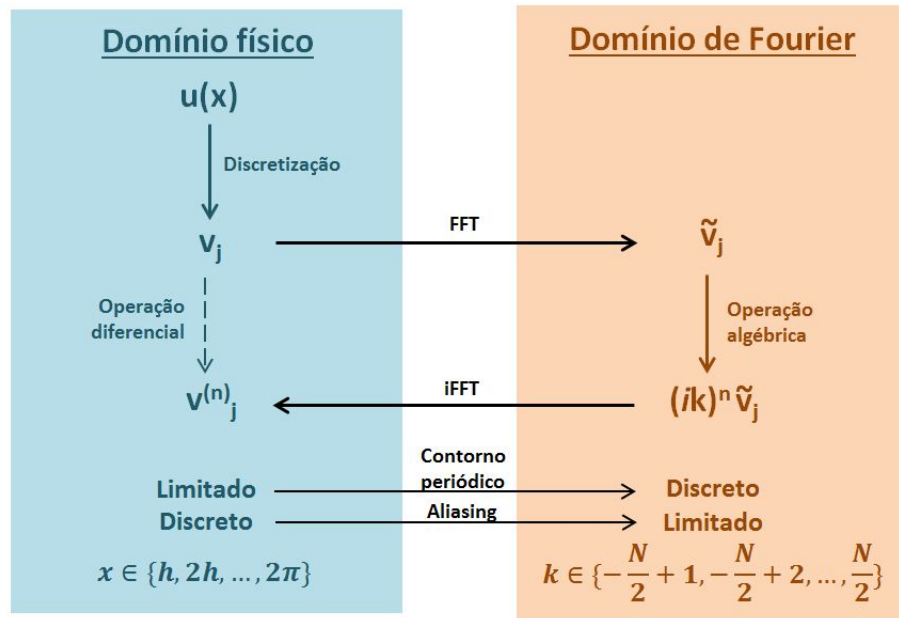 Domínio físico
Domínio de Fourier
u(x)
Discretização
FFT
v_j
ṽ_j
Operação
diferencial
Operação
algébrica
iFFT
v^(n)_j
(ik)^n ṽ_j
Contorno
periódico
Limitado
Discreto
Aliasing
Discreto
Limitado
x ∈ {h, 2h, ..., 2π}
k ∈ {-N/2 + 1, -N/2 + 2, ..., N/2}